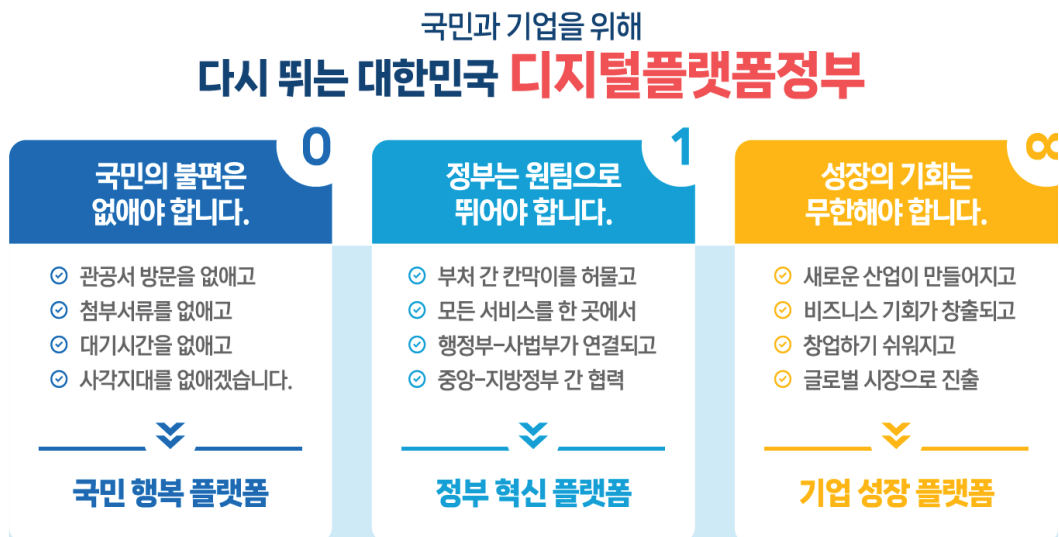 국민과 기업을 위해
다시 뛰는 대한민국 디지털플랫폼정부
0
국민의 불편은
없애야 합니다.
관공서 방문을 없애고
첨부서류를 없애고
대기시간을 없애고
사각지대를 없애겠습니다.
국민 행복 플랫폼
1
정부는 원팀으로
뛰어야 합니다.
부처 간 칸막이를 허물고
모든 서비스를 한 곳에서
행정부-사법부가 연결되고
중앙-지방정부 간 협력
정부 혁신 플랫폼
∞
성장의 기회는
무한해야 합니다.
새로운 산업이 만들어지고
비즈니스 기회가 창출되고
창업하기 쉬워지고
글로벌 시장으로 진출
기업 성장 플랫폼